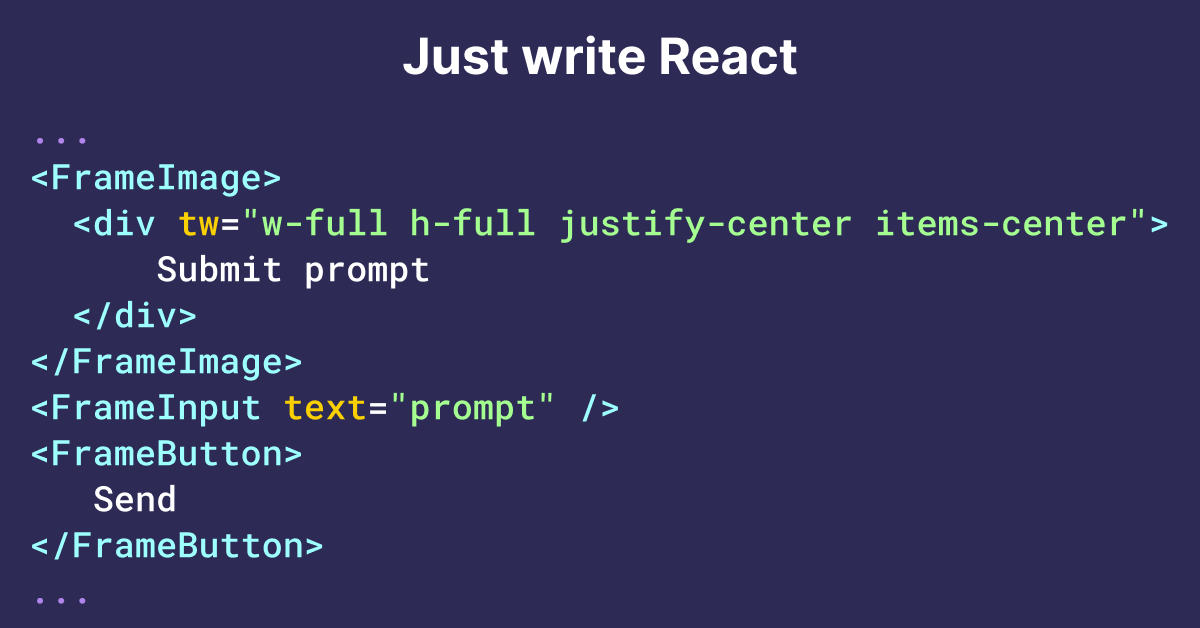 Just write React
...
<FrameImage>
  <div tw="w-full h-full justify-center items-center">
      Submit prompt
  </div>
</FrameImage>
<FrameInput text="prompt" />
<FrameButton>
   Send
</FrameButton>
...